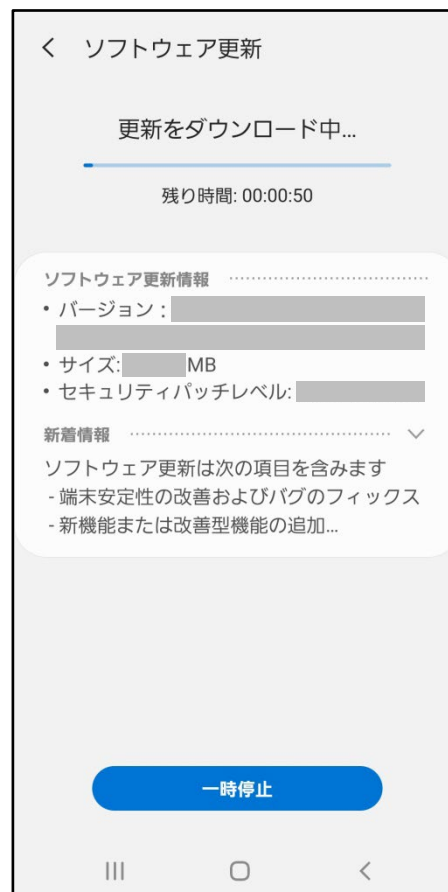 ソフトウェア更新
更新をダウンロード中...
残り時間: 00:00:50
ソフトウェア更新情報
・バージョン :
・サイズ: MB
・セキュリティパッチレベル:
新着情報
ソフトウェア更新は次の項目を含みます
- 端末安定性の改善およびバグのフィックス
- 新機能または改善型機能の追加...
一時停止